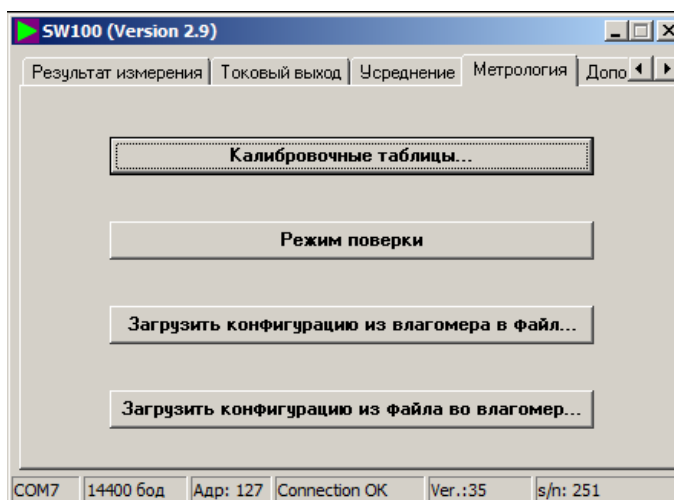 SW100 (Version 2.9)
Результат измерения Токовый выход Усреднение Метрология Допо
Калибровочные таблицы...
Режим поверки
Загрузить конфигурацию из влагомера в файл...
Загрузить конфигурацию из файла во влагомер...
COM7 14400 бод Адр: 127 Connection OK Ver.:35 s/n: 251